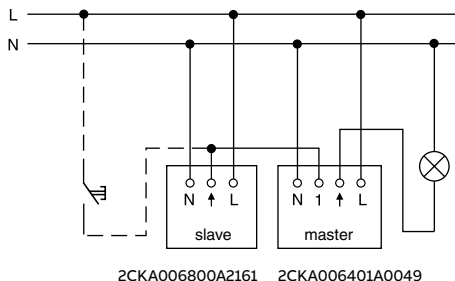 L
N
N ↑ L N 1 ↑ L
slave master
2CKA006800A2161 2CKA006401A0049